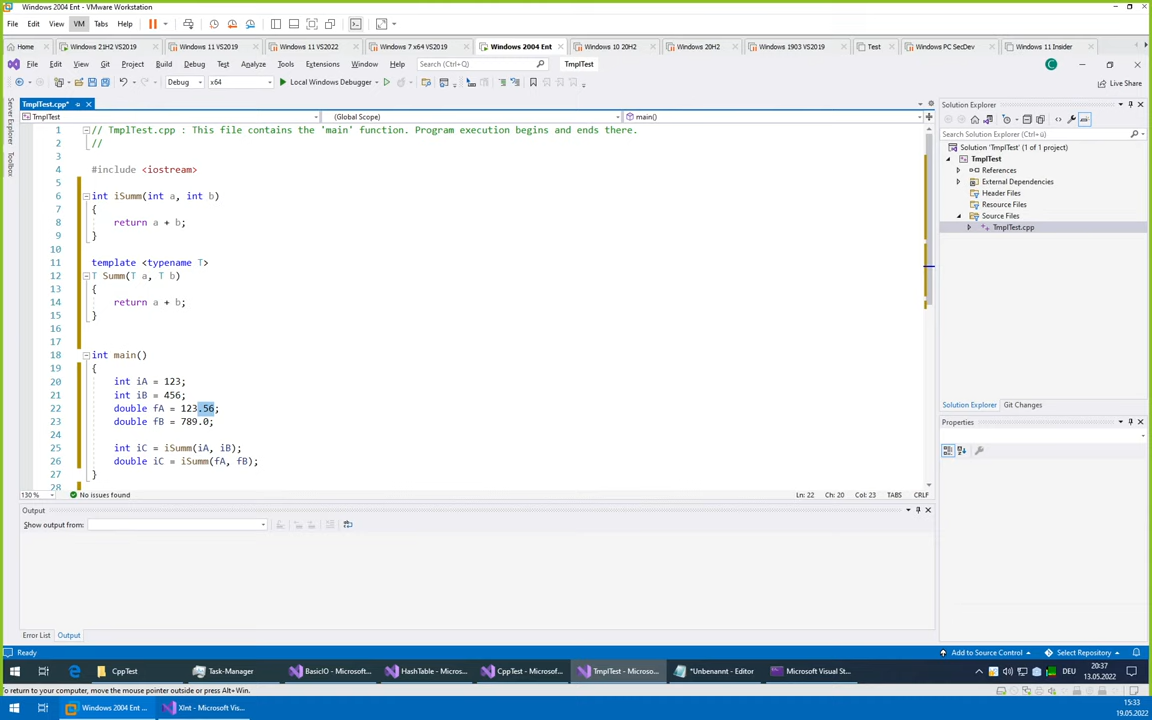 Windows 2004 Ent - VMware Workstation
File Edit View VM Tabs Help
Home Windows 21H2 VS2019 Windows 11 VS2019 Windows 11 VS2022 Windows 7 x64 VS2019 Windows 2004 Ent Windows 10 20H2 Windows 20H2 Windows 1903 VS2019 Test Windows PC SecDev Windows 11 Insider
File Edit View Git Project Build Debug Test Analyze Tools Extensions Window Help Search (Ctrl+Q) TmplTest
Debug x64 Local Windows Debugger Live Share
Server Explorer
Toolbox
TmplTest.cpp*
TmplTest (Global Scope) main()
1 // TmplTest.cpp : This file contains the 'main' function. Program execution begins and ends there.
2 //
3
4 #include <iostream>
5
6 int iSumm(int a, int b)
7 {
8 return a + b;
9 }
10
11 template <typename T>
12 T Summ(T a, T b)
13 {
14 return a + b;
15 }
16
17
18 int main()
19 {
20 int iA = 123;
21 int iB = 456;
22 double fA = 123.56;
23 double fB = 789.0;
24
25 int iC = iSumm(iA, iB);
26 double iC = iSumm(fA, fB);
27 }
28
130 % No issues found Ln: 22 Ch: 20 Col: 23 TABS CRLF
Solution Explorer
Search Solution Explorer (Ctrl+ü)
Solution 'TmplTest' (1 of 1 project)
TmplTest
References
External Dependencies
Header Files
Resource Files
Source Files
TmplTest.cpp
Solution Explorer Git Changes
Properties
Output
Show output from:
Error List Output
Ready Add to Source Control Select Repository
CppTest Task-Manager BasicIO - Microsoft... HashTable - Microso... CppTest - Microsof... TmplTest - Microso... *Unbenannt - Editor Microsoft Visual St... DEU 20:37
13.05.2022
To return to your computer, move the mouse pointer outside or press Alt+Win.
Windows 2004 Ent ... XInt - Microsoft Vis... 15:33
19.05.2022